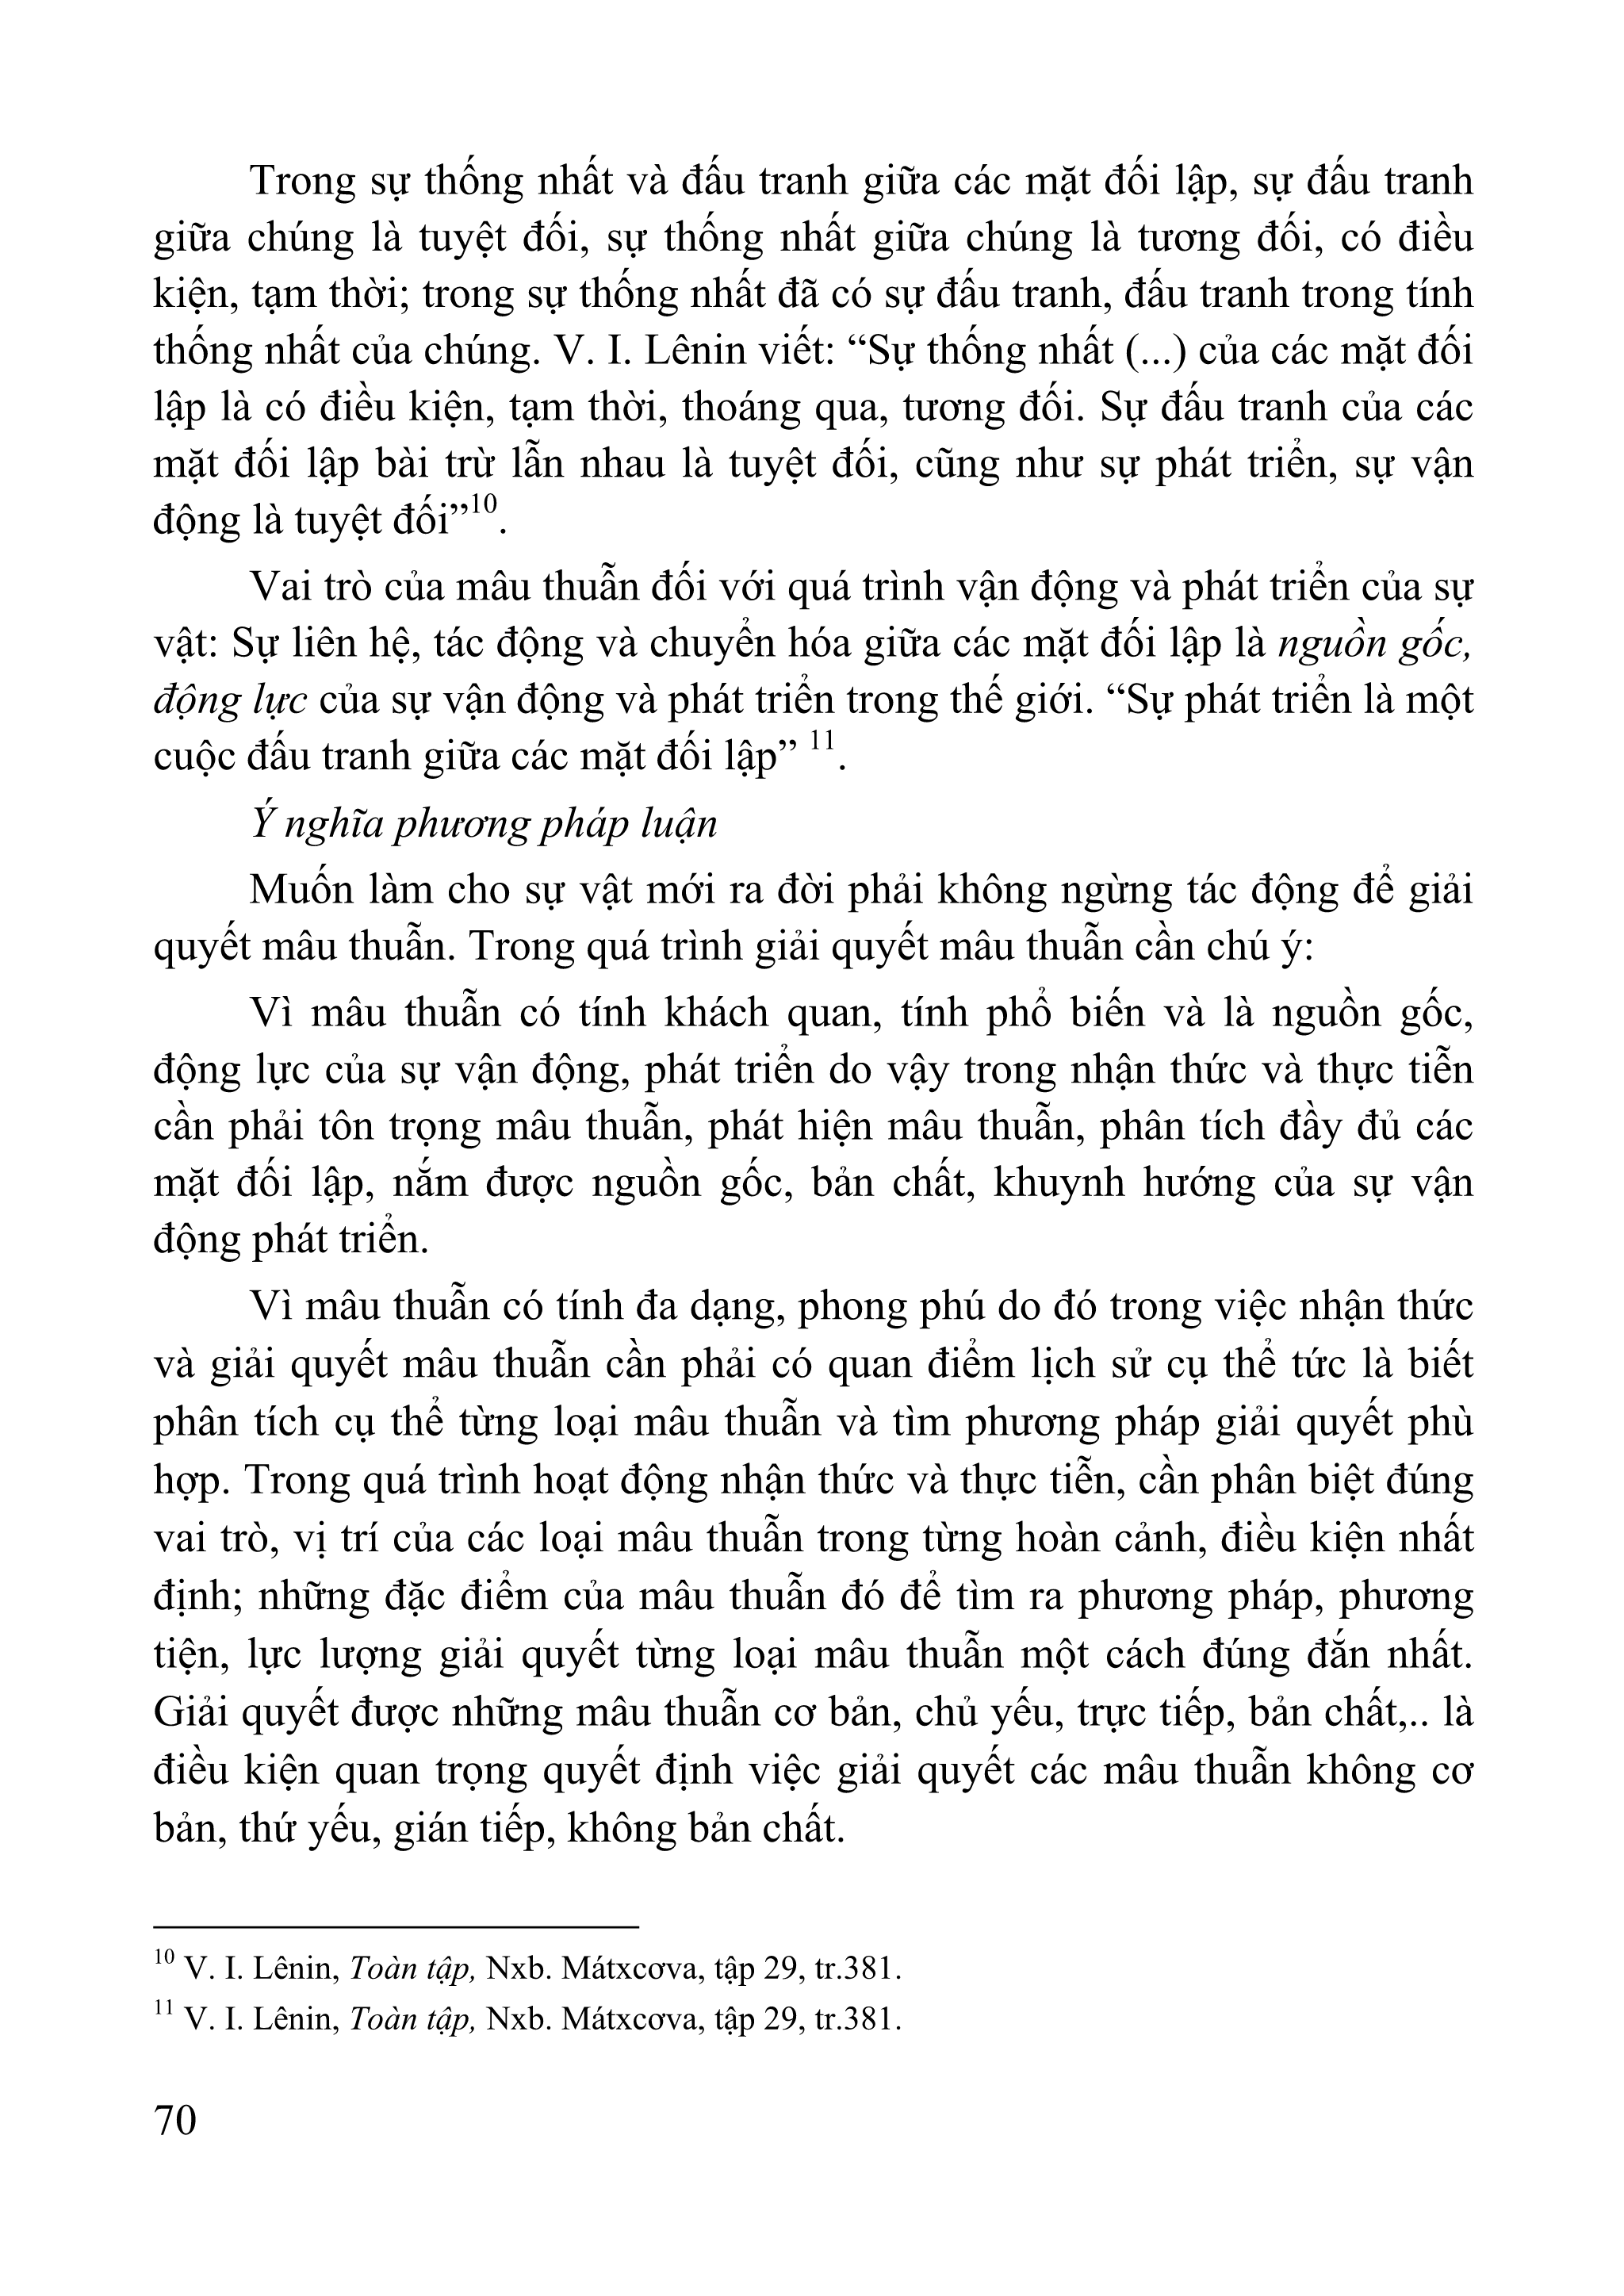 Trong sự thống nhất và đấu tranh giữa các mặt đối lập, sự đấu tranh
giữa chúng là tuyệt đối, sự thống nhất giữa chúng là tương đối, có điều
kiện, tạm thời; trong sự thống nhất đã có sự đấu tranh, đấu tranh trong tính
thống nhất của chúng. V. I. Lênin viết: “Sự thống nhất (...) của các mặt đối
lập là có điều kiện, tạm thời, thoáng qua, tương đối. Sự đấu tranh của các
mặt đối lập bài trừ lẫn nhau là tuyệt đối, cũng như sự phát triển, sự vận
động là tuyệt đối”10.
Vai trò của mâu thuẫn đối với quá trình vận động và phát triển của sự
vật: Sự liên hệ, tác động và chuyển hóa giữa các mặt đối lập là nguồn gốc,
động lực của sự vận động và phát triển trong thế giới. “Sự phát triển là một
cuộc đấu tranh giữa các mặt đối lập” 11.
Ý nghĩa phương pháp luận
Muốn làm cho sự vật mới ra đời phải không ngừng tác động để giải
quyết mâu thuẫn. Trong quá trình giải quyết mâu thuẫn cần chú ý:
Vì mâu thuẫn có tính khách quan, tính phổ biến và là nguồn gốc,
động lực của sự vận động, phát triển do vậy trong nhận thức và thực tiễn
cần phải tôn trọng mâu thuẫn, phát hiện mâu thuẫn, phân tích đầy đủ các
mặt đối lập, nắm được nguồn gốc, bản chất, khuynh hướng của sự vận
động phát triển.
Vì mâu thuẫn có tính đa dạng, phong phú do đó trong việc nhận thức
và giải quyết mâu thuẫn cần phải có quan điểm lịch sử cụ thể tức là biết
phân tích cụ thể từng loại mâu thuẫn và tìm phương pháp giải quyết phù
hợp. Trong quá trình hoạt động nhận thức và thực tiễn, cần phân biệt đúng
vai trò, vị trí của các loại mâu thuẫn trong từng hoàn cảnh, điều kiện nhất
định; những đặc điểm của mâu thuẫn đó để tìm ra phương pháp, phương
tiện, lực lượng giải quyết từng loại mâu thuẫn một cách đúng đắn nhất.
Giải quyết được những mâu thuẫn cơ bản, chủ yếu, trực tiếp, bản chất,.. là
điều kiện quan trọng quyết định việc giải quyết các mâu thuẫn không cơ
bản, thứ yếu, gián tiếp, không bản chất.
10 V. I. Lênin, Toàn tập, Nxb. Mátxcơva, tập 29, tr.381.
11 V. I. Lênin, Toàn tập, Nxb. Mátxcơva, tập 29, tr.381.
70